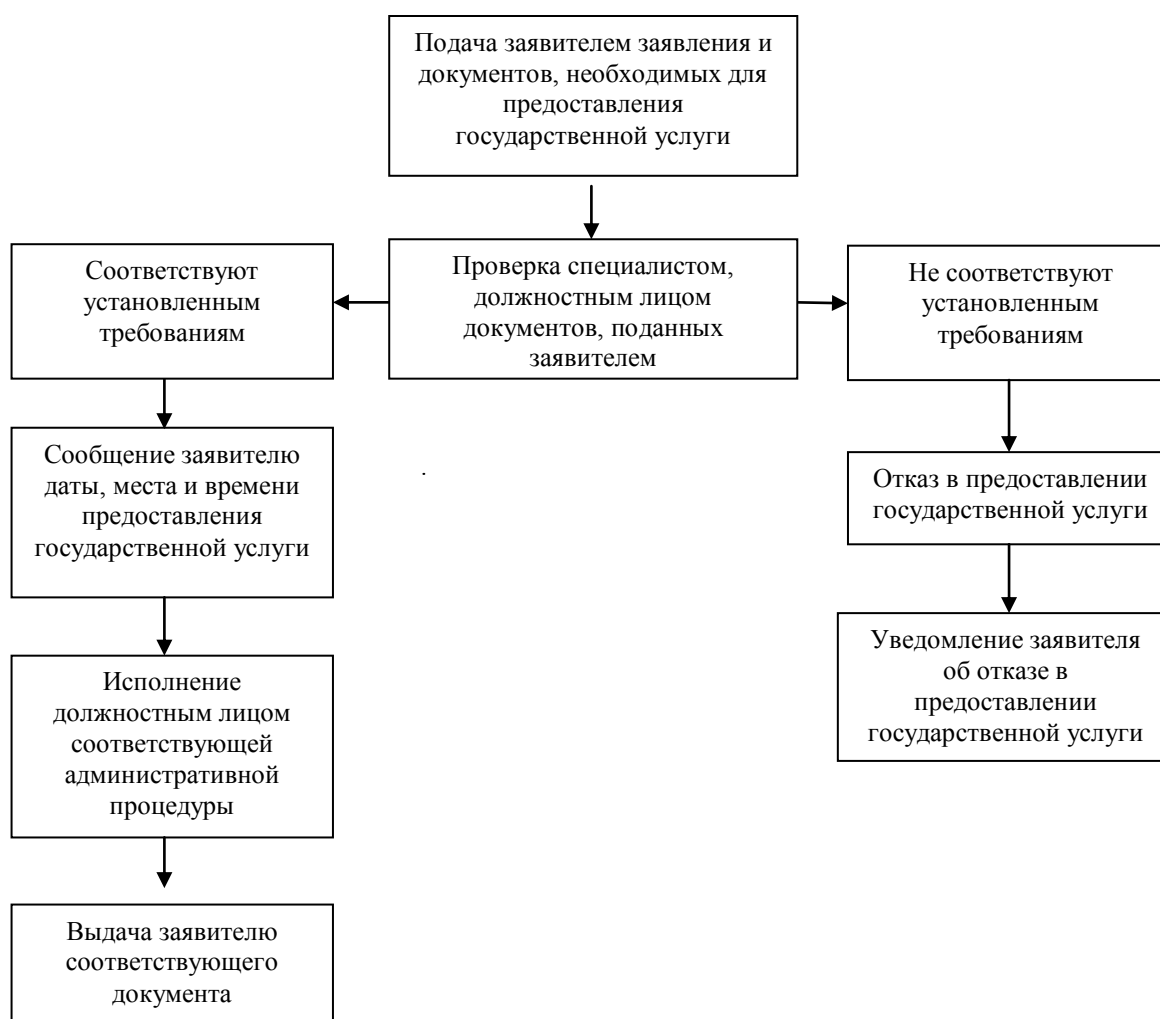 Подача заявителем заявления и
документов, необходимых для
предоставления
государственной услуги
Соответствуют
установленным
требованиям
Проверка специалистом,
должностным лицом
документов, поданных
заявителем
Не соответствуют
установленным
требованиям
Сообщение заявителю
даты, места и времени
предоставления
государственной услуги
.
Отказ в предоставлении
государственной услуги
Исполнение
должностным лицом
соответствующей
административной
процедуры
Уведомление заявителя
об отказе в
предоставлении
государственной услуги
Выдача заявителю
соответствующего
документа